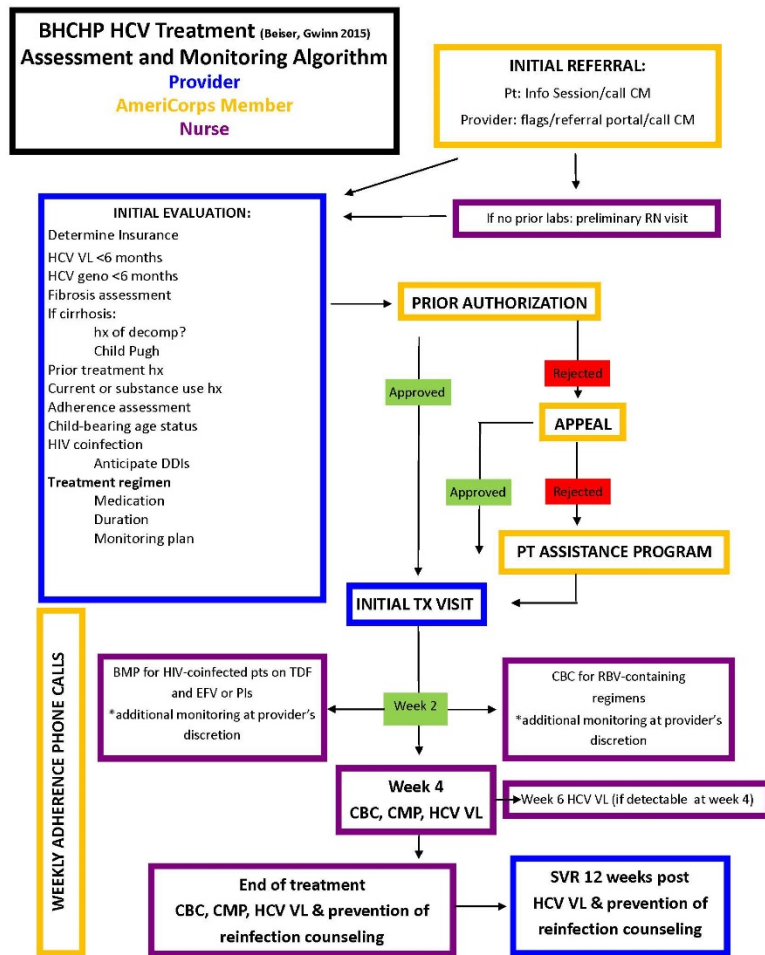 BHCHP HCV Treatment (Beiser, Gwinn 2015)
Assessment and Monitoring Algorithm
Provider
AmeriCorps Member
Nurse
INITIAL REFERRAL:
Pt: Info Session/call CM
Provider: flags/referral portal/call CM
If no prior labs: preliminary RN visit
INITIAL EVALUATION:
Determine Insurance
HCV VL <6 months
HCV geno <6 months
Fibrosis assessment
If cirrhosis:
hx of decomp?
Child Pugh
Prior treatment hx
Current or substance use hx
Adherence assessment
Child-bearing age status
HIV coinfection
Anticipate DDIs
Treatment regimen
Medication
Duration
Monitoring plan
PRIOR AUTHORIZATION
Approved
Rejected
APPEAL
Approved
Rejected
PT ASSISTANCE PROGRAM
INITIAL TX VISIT
WEEKLY ADHERENCE PHONE CALLS
BMP for HIV-coinfected pts on TDF
and EFV or PIs
*additional monitoring at provider's
discretion
Week 2
CBC for RBV-containing
regimens
*additional monitoring at provider's
discretion
Week 4
CBC, CMP, HCV VL
Week 6 HCV VL (if detectable at week 4)
End of treatment
CBC, CMP, HCV VL & prevention of
reinfection counseling
SVR 12 weeks post
HCV VL & prevention of
reinfection counseling